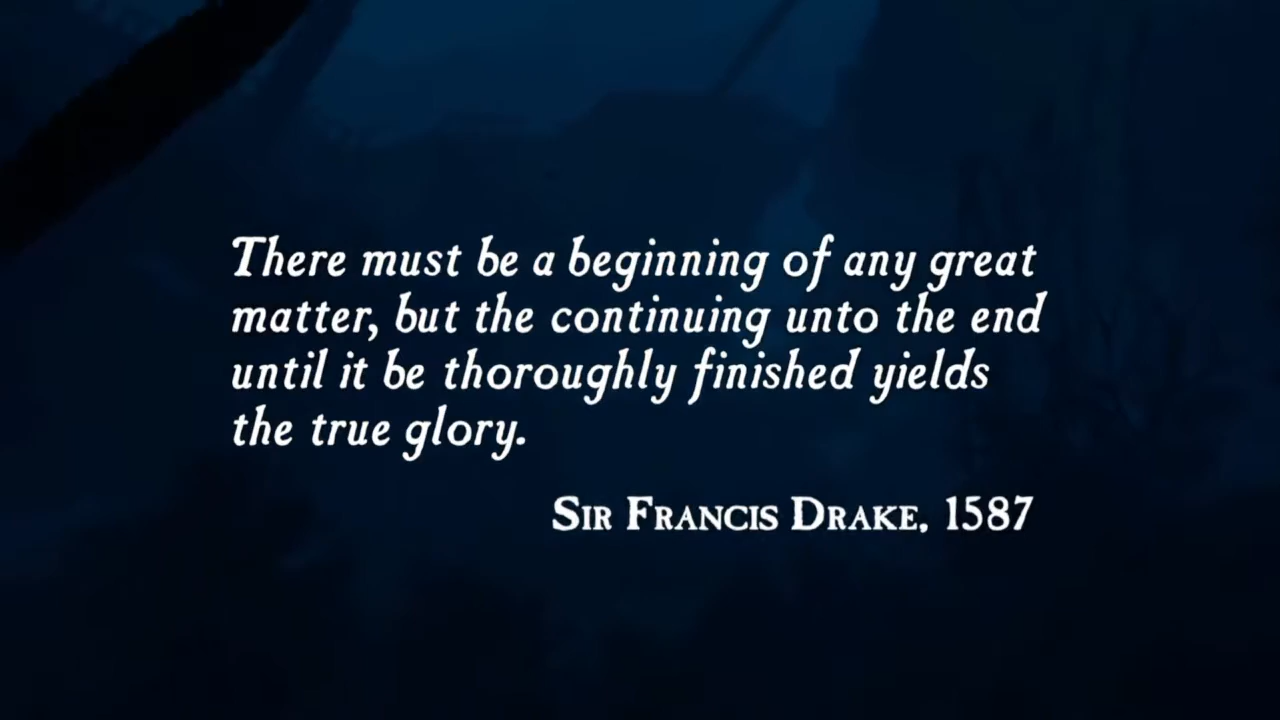 There must be a beginning of any great
matter, but the continuing unto the end
until it be thoroughly finished yields
the true glory.
Sir Francis Drake, 1587